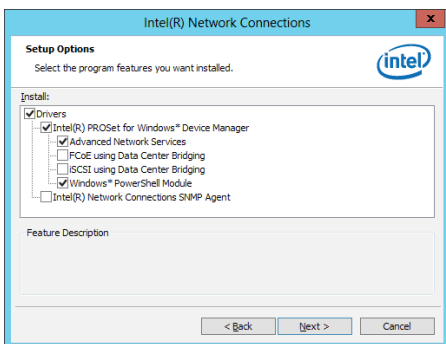 Intel(R) Network Connections
x
Setup Options
Select the program features you want installed.
intel
Install:
Drivers
Intel(R) PROSet for Windows* Device Manager
Advanced Network Services
FCoE using Data Center Bridging
iSCSI using Data Center Bridging
Windows* PowerShell Module
Intel(R) Network Connections SNMP Agent
Feature Description
< Back
Next >
Cancel